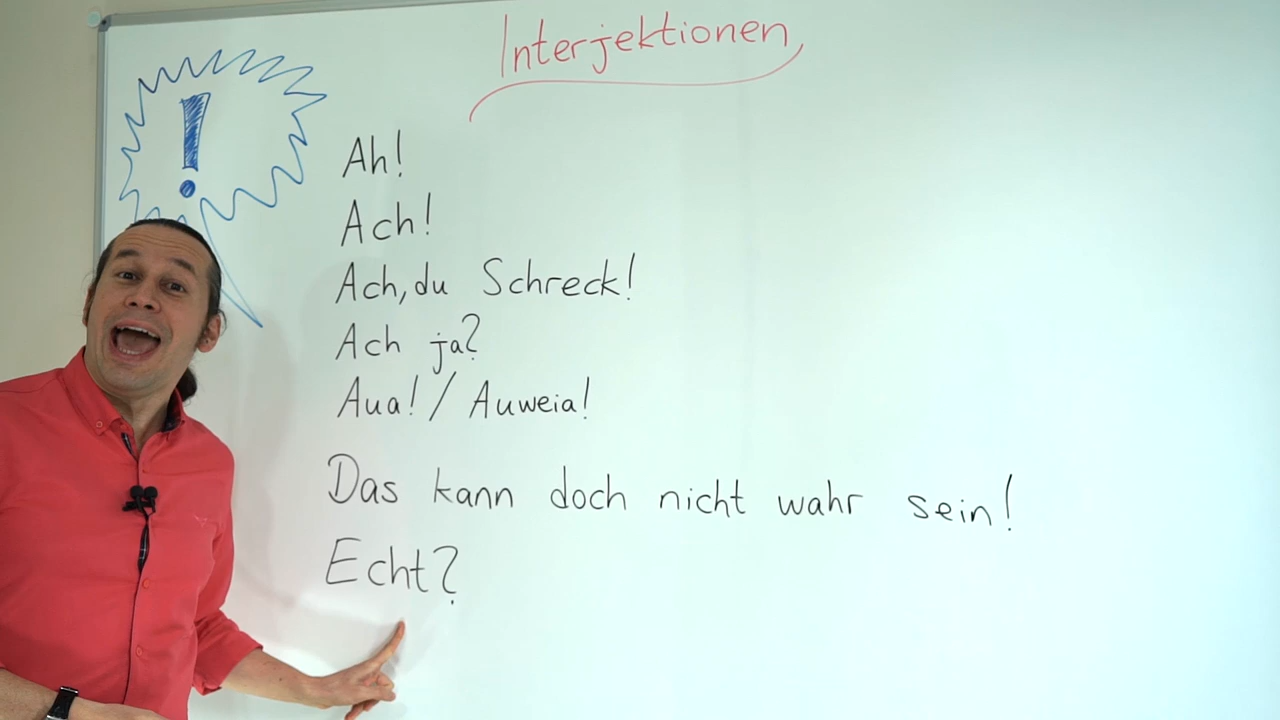 Interjektionen
!
Ah!
Ach!
Ach, du Schreck!
Ach ja?
Aua! / Auweia!
Das kann doch nicht wahr sein!
Echt?